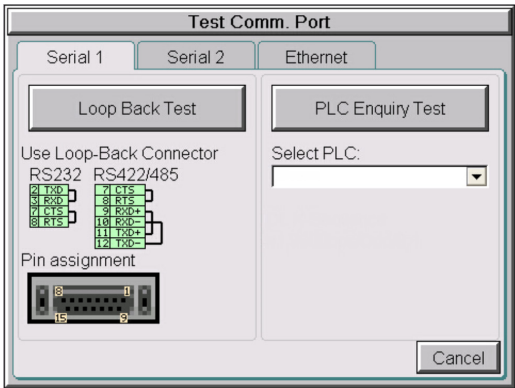 Test Comm. Port
Serial 1 Serial 2 Ethernet
Loop Back Test
PLC Enquiry Test
Use Loop-Back Connector
RS232 RS422/485
2 TXD
3 RXD
7 CTS
8 RTS
7 CTS
8 RTS
9 RXD+
10 RXD-
11 TXD+
12 TXD-
Pin assignment
8 1
15 9
Select PLC:
Cancel